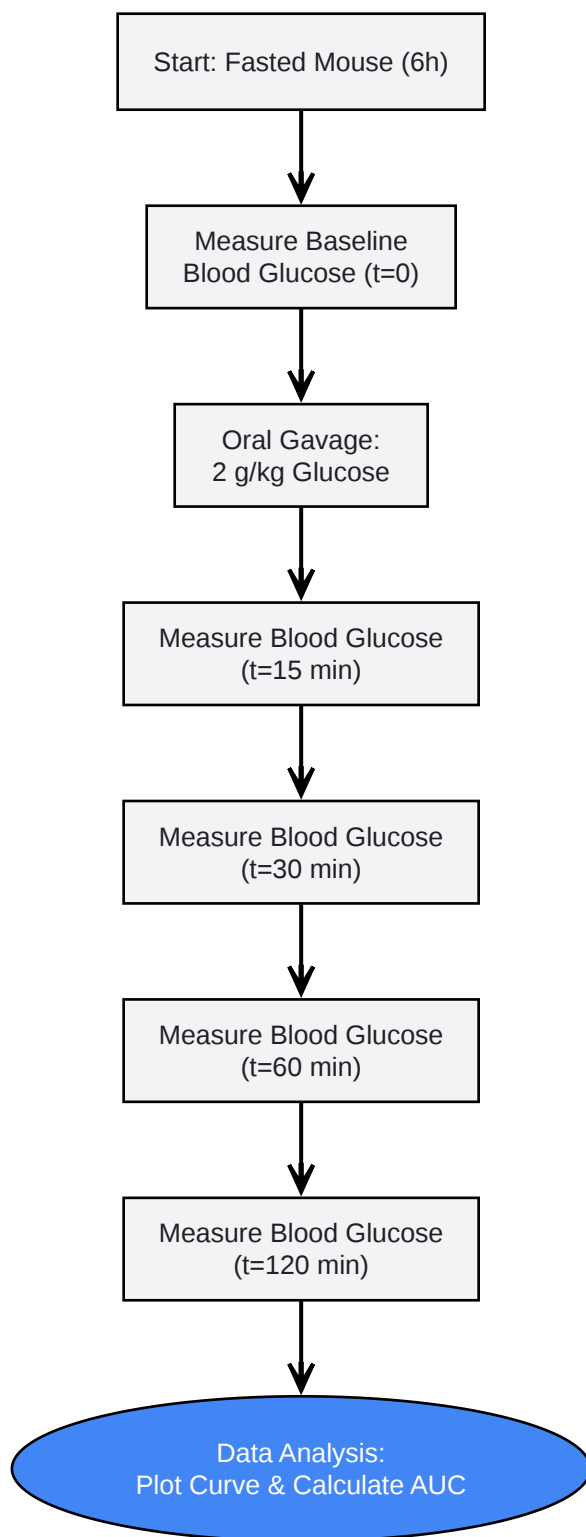 Start: Fasted Mouse (6h)
Measure Baseline
Blood Glucose (t=0)
Oral Gavage:
2 g/kg Glucose
Measure Blood Glucose
(t=15 min)
Measure Blood Glucose
(t=30 min)
Measure Blood Glucose
(t=60 min)
Measure Blood Glucose
(t=120 min)
Data Analysis:
Plot Curve & Calculate AUC